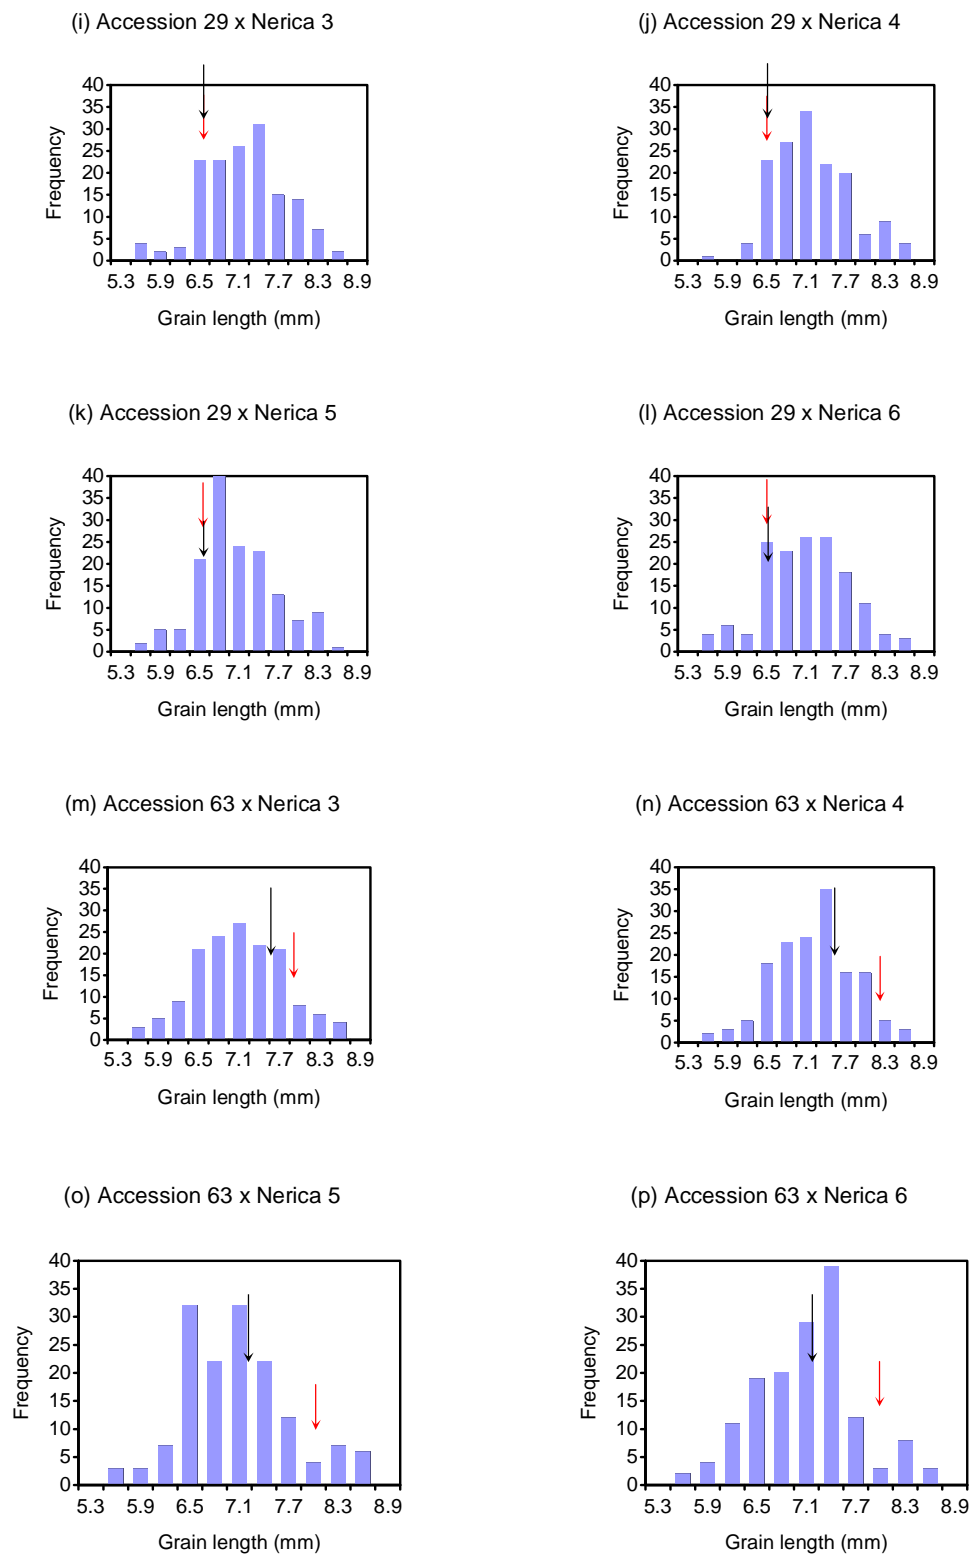 (i) Accession 29 x Nerica 3
40
35
30
25
20
15
10
5
0
Frequency
5.3 5.9 6.5 7.1 7.7 8.3 8.9
Grain length (mm)
(j) Accession 29 x Nerica 4
40
35
30
25
20
15
10
5
0
Frequency
5.3 5.9 6.5 7.1 7.7 8.3 8.9
Grain length (mm)
(k) Accession 29 x Nerica 5
40
35
30
25
20
15
10
5
0
Frequency
5.3 5.9 6.5 7.1 7.7 8.3 8.9
Grain length (mm)
(l) Accession 29 x Nerica 6
40
35
30
25
20
15
10
5
0
Frequency
5.3 5.9 6.5 7.1 7.7 8.3 8.9
Grain length (mm)
(m) Accession 63 x Nerica 3
40
35
30
25
20
15
10
5
0
Frequency
5.3 5.9 6.5 7.1 7.7 8.3 8.9
Grain length (mm)
(n) Accession 63 x Nerica 4
40
35
30
25
20
15
10
5
0
Frequency
5.3 5.9 6.5 7.1 7.7 8.3 8.9
Grain length (mm)
(o) Accession 63 x Nerica 5
40
35
30
25
20
15
10
5
0
Frequency
5.3 5.9 6.5 7.1 7.7 8.3 8.9
Grain length (mm)
(p) Accession 63 x Nerica 6
40
35
30
25
20
15
10
5
0
Frequency
5.3 5.9 6.5 7.1 7.7 8.3 8.9
Grain length (mm)